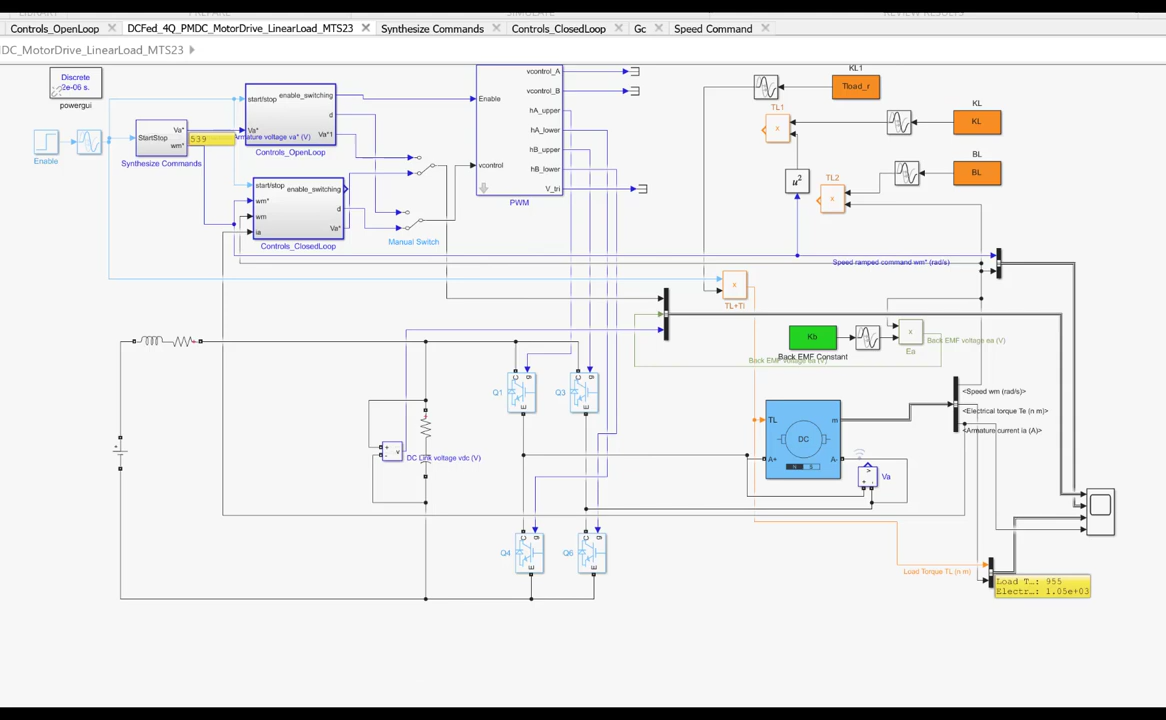 Controls_OpenLoop
DCFed_4Q_PMDC_MotorDrive_LinearLoad_MTS23
Synthesize Commands
Controls_ClosedLoop
Gc
Speed Command
DC_MotorDrive_LinearLoad_MTS23
Discrete
2e-06 s.
powergui
Enable
StartStop
Va*
wm*
Synthesize Commands
539
start/stop
enable_switching
d
Va*
Va*1
Armature voltage va* (V)
Controls_OpenLoop
start/stop
enable_switching
wm*
wm
d
ia
Va*
Controls_ClosedLoop
Manual Switch
Enable
vcontrol
vcontrol_A
vcontrol_B
hA_upper
hA_lower
hB_upper
hB_lower
V_tri
PWM
KL1
Tload_r
TL1
x
KL
KL
BL
BL
u²
TL2
x
Speed ramped command wm* (rad/s)
x
TL+Tl
Kb
Back EMF Constant
x
Ea
Back EMF voltage ea (V)
Back EMF voltage ea (V)
Q1
C
g
E
Q3
C
g
E
<Speed wm (rad/s)>
<Electrical torque Te (n m)>
<Armature current ia (A)>
TL
m
DC
A+
A-
v
+
-
Va
+
-
v
DC Link voltage vdc (V)
Q4
C
g
E
Q6
C
g
E
Load Torque TL (n m)
Load T…: 955
Electr…: 1.05e+03